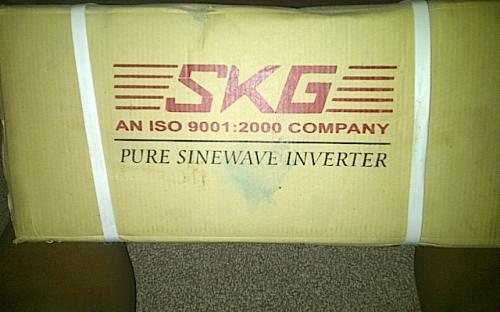 SKG
AN ISO 9001:2000 COMPANY
PURE SINEWAVE INVERTER